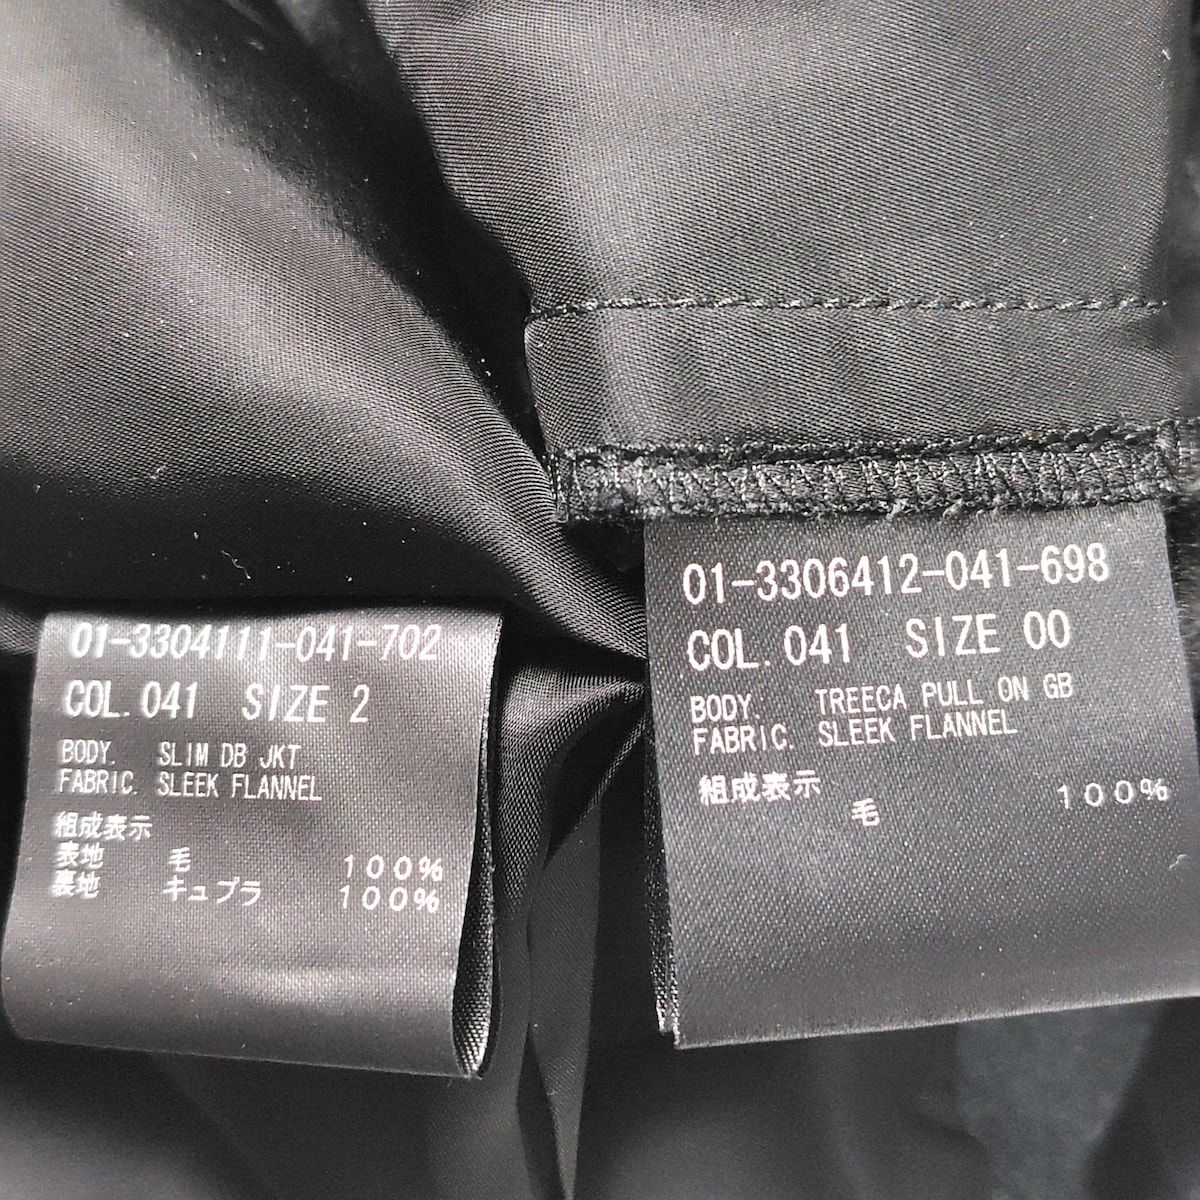 01-3304111-041-702
COL. 041 SIZE 2
BODY. SLIM DB JKT
FABRIC. SLEEK FLANNEL
組成表示
表地 毛 100%
裏地 キュプラ 100%
01-3306412-041-698
COL. 041 SIZE 00
BODY. TREECA PULL ON GB
FABRIC. SLEEK FLANNEL
組成表示
毛 100%